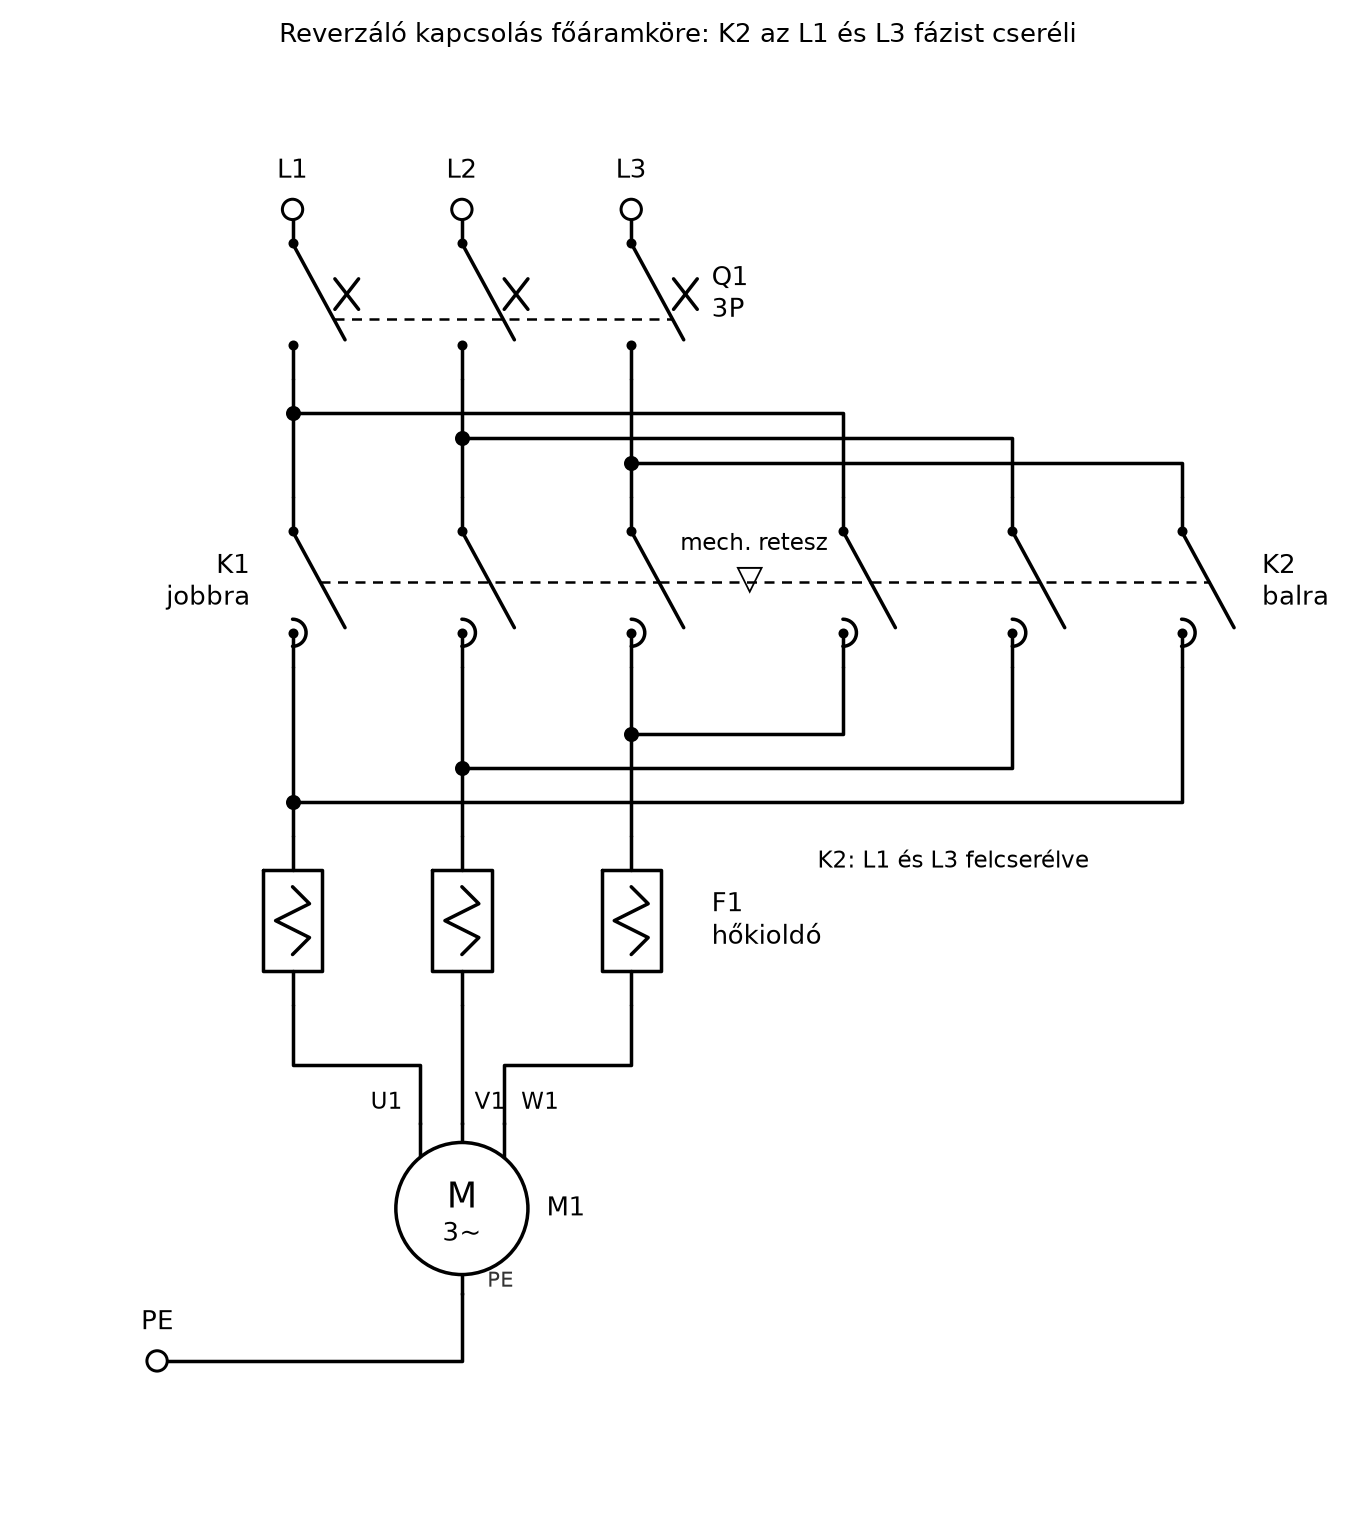 Reverzáló kapcsolás főáramköre: K2 az L1 és L3 fázist cseréli
L1
L2
L3
Q1
3P
mech. retesz
K1
jobbra
K2
balra
K2: L1 és L3 felcserélve
F1
hőkioldó
U1
V1
W1
M
3~
M1
PE
PE